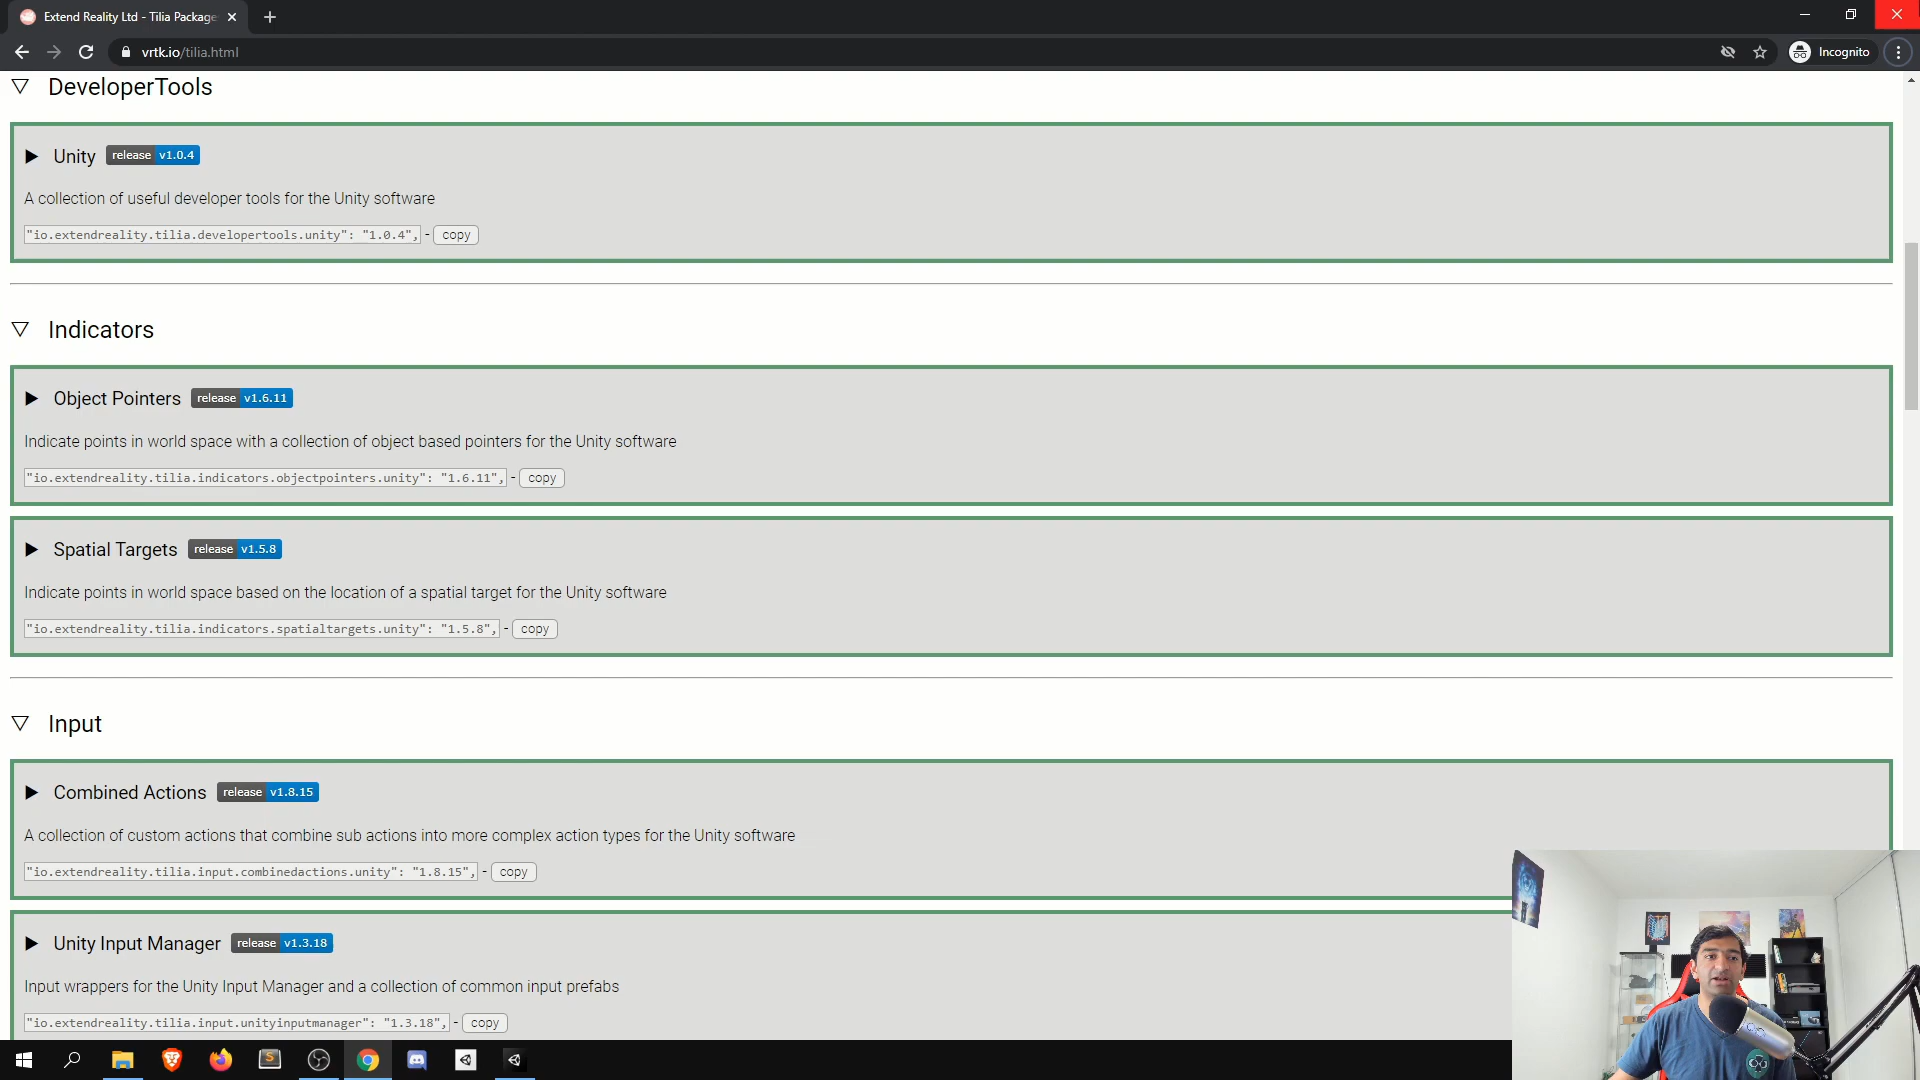 Extend Reality Ltd - Tilia Package
vrtk.io/tilia.html
Incognito
DeveloperTools
Unity release v1.0.4
A collection of useful developer tools for the Unity software
"io.extendreality.tilia.developertools.unity": "1.0.4", - copy
Indicators
Object Pointers release v1.6.11
Indicate points in world space with a collection of object based pointers for the Unity software
"io.extendreality.tilia.indicators.objectpointers.unity": "1.6.11", - copy
Spatial Targets release v1.5.8
Indicate points in world space based on the location of a spatial target for the Unity software
"io.extendreality.tilia.indicators.spatialtargets.unity": "1.5.8", - copy
Input
Combined Actions release v1.8.15
A collection of custom actions that combine sub actions into more complex action types for the Unity software
"io.extendreality.tilia.input.combinedactions.unity": "1.8.15", - copy
Unity Input Manager release v1.3.18
Input wrappers for the Unity Input Manager and a collection of common input prefabs
"io.extendreality.tilia.input.unityinputmanager": "1.3.18", - copy